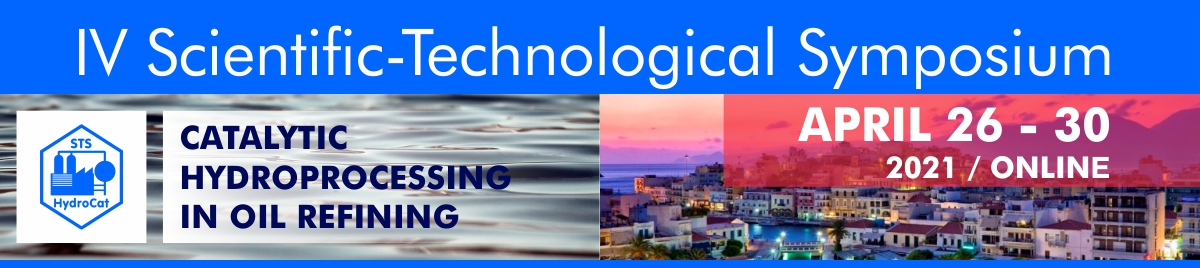 IV Scientific-Technological Symposium
STS
HydroCat
CATALYTIC
HYDROPROCESSING
IN OIL REFINING
APRIL 26 - 30
2021 / ONLINE